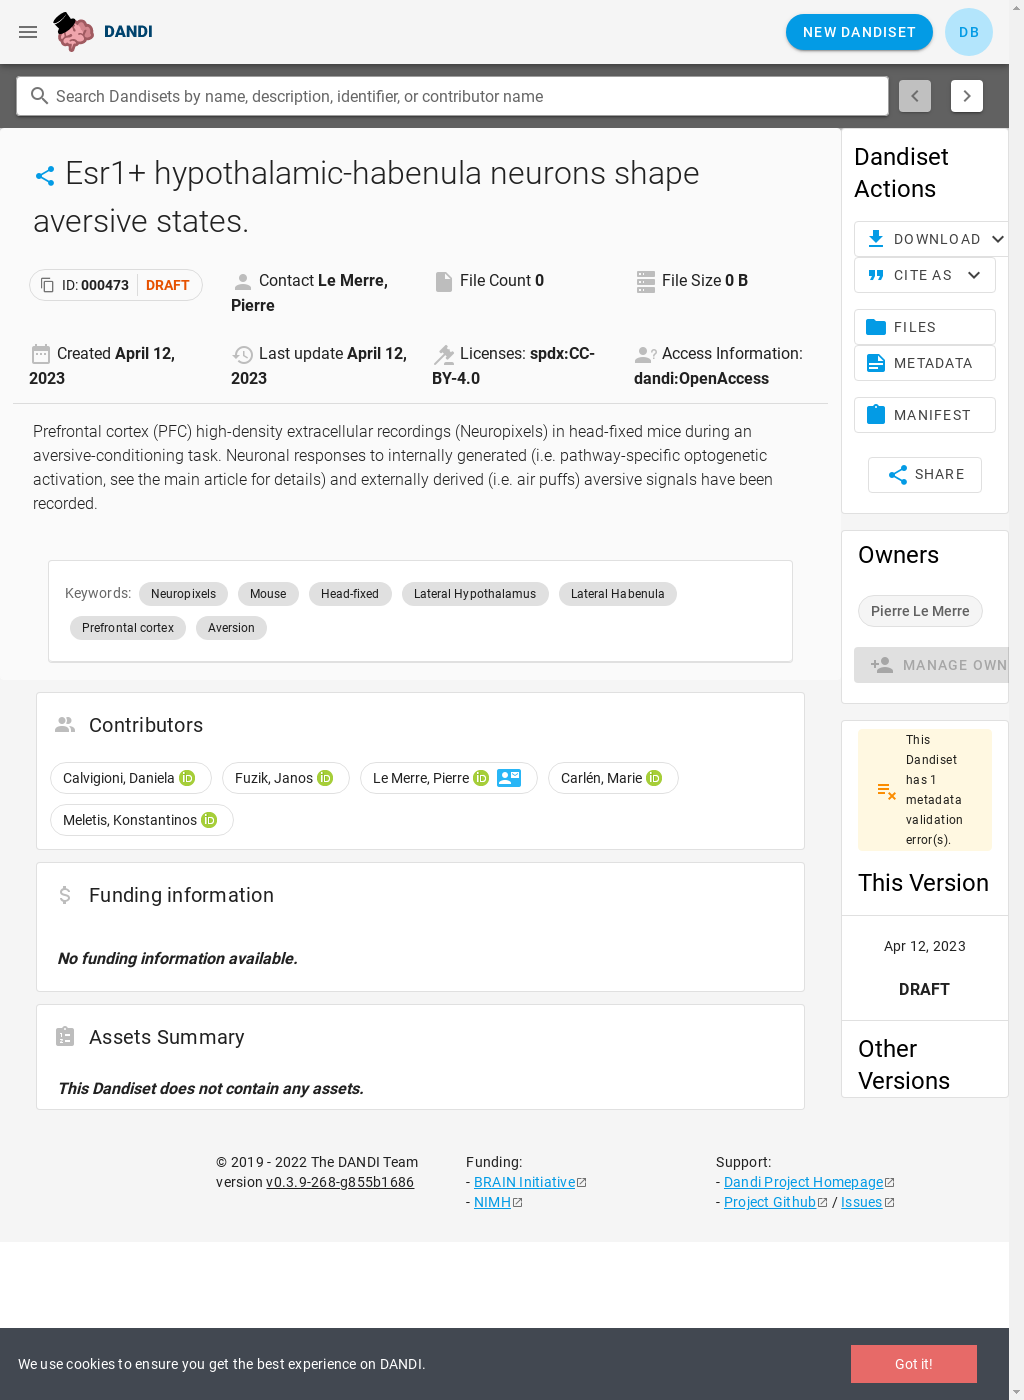 DANDI
NEW DANDISET
DB
Search Dandisets by name, description, identifier, or contributor name
Esr1+ hypothalamic-habenula neurons shape
aversive states.
ID: 000473 DRAFT
Contact Le Merre,
Pierre
File Count 0
File Size 0 B
Created April 12,
2023
Last update April 12,
2023
Licenses: spdx:CC-
BY-4.0
Access Information:
dandi:OpenAccess
Prefrontal cortex (PFC) high-density extracellular recordings (Neuropixels) in head-fixed mice during an
aversive-conditioning task. Neuronal responses to internally generated (i.e. pathway-specific optogenetic
activation, see the main article for details) and externally derived (i.e. air puffs) aversive signals have been
recorded.
Keywords: Neuropixels Mouse Head-fixed Lateral Hypothalamus Lateral Habenula
Prefrontal cortex Aversion
Contributors
Calvigioni, Daniela iD Fuzik, Janos iD Le Merre, Pierre iD Carlén, Marie iD
Meletis, Konstantinos iD
Funding information
No funding information available.
Assets Summary
This Dandiset does not contain any assets.
Dandiset
Actions
DOWNLOAD
CITE AS
FILES
METADATA
MANIFEST
SHARE
Owners
Pierre Le Merre
MANAGE OWN
This
Dandiset
has 1
metadata
validation
error(s).
This Version
Apr 12, 2023
DRAFT
Other
Versions
© 2019 - 2022 The DANDI Team
version v0.3.9-268-g855b1686
Funding:
- BRAIN Initiative
- NIMH
Support:
- Dandi Project Homepage
- Project Github / Issues
We use cookies to ensure you get the best experience on DANDI.
Got it!